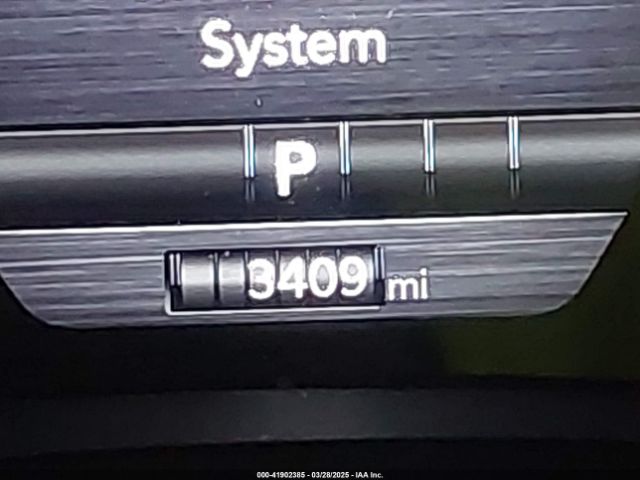 System
P
3409 mi
000-41902385 - 03/28/2025 - IAA Inc.